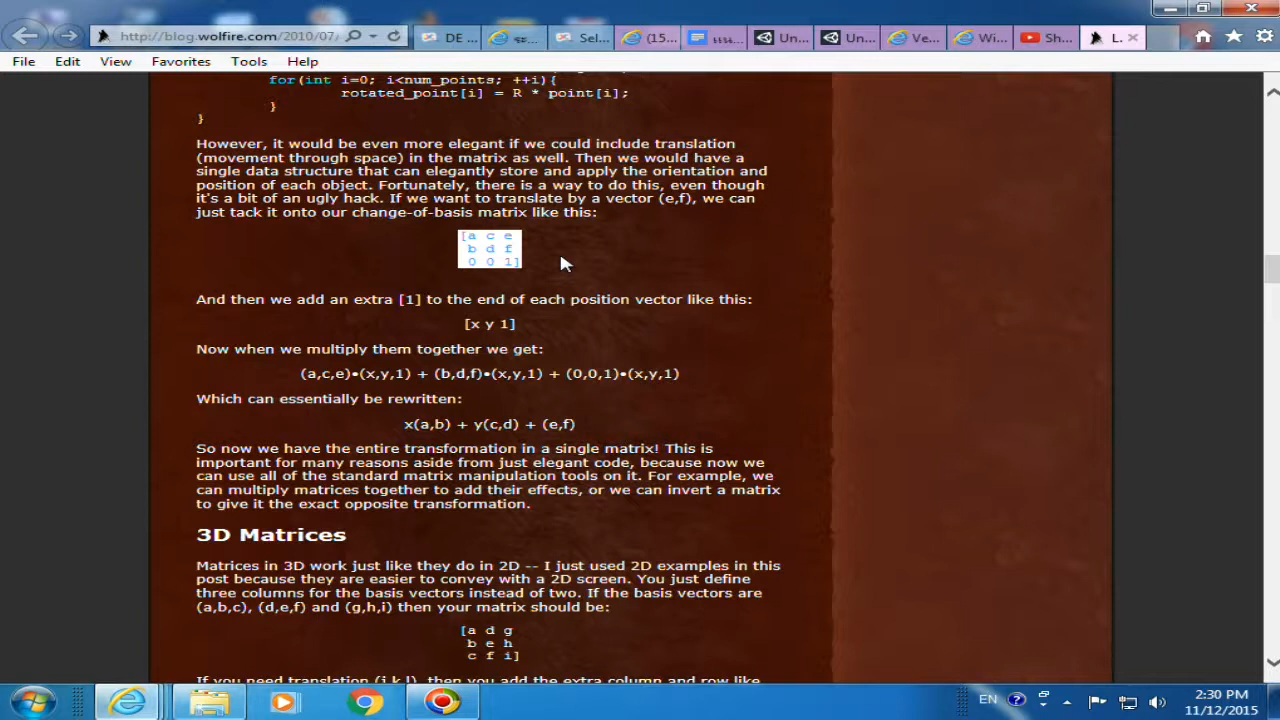 http://blog.wolfire.com/2010/07/
DE
Sel...
(15...
Un...
Un...
Ve...
Wi...
Sh...
L.
File Edit View Favorites Tools Help
for(int i=0; i<num_points; ++i){
rotated_point[i] = R * point[i];
}
}
However, it would be even more elegant if we could include translation
(movement through space) in the matrix as well. Then we would have a
single data structure that can elegantly store and apply the orientation and
position of each object. Fortunately, there is a way to do this, even though
it's a bit of an ugly hack. If we want to translate by a vector (e,f), we can
just tack it onto our change-of-basis matrix like this:
[a c e
b d f
0 0 1]
And then we add an extra [1] to the end of each position vector like this:
[x y 1]
Now when we multiply them together we get:
(a,c,e)•(x,y,1) + (b,d,f)•(x,y,1) + (0,0,1)•(x,y,1)
Which can essentially be rewritten:
x(a,b) + y(c,d) + (e,f)
So now we have the entire transformation in a single matrix! This is
important for many reasons aside from just elegant code, because now we
can use all of the standard matrix manipulation tools on it. For example, we
can multiply matrices together to add their effects, or we can invert a matrix
to give it the exact opposite transformation.
3D Matrices
Matrices in 3D work just like they do in 2D -- I just used 2D examples in this
post because they are easier to convey with a 2D screen. You just define
three columns for the basis vectors instead of two. If the basis vectors are
(a,b,c), (d,e,f) and (g,h,i) then your matrix should be:
[a d g
b e h
c f i]
If you need translation (j,k,l), then you add the extra column and row like
EN
2:30 PM
11/12/2015